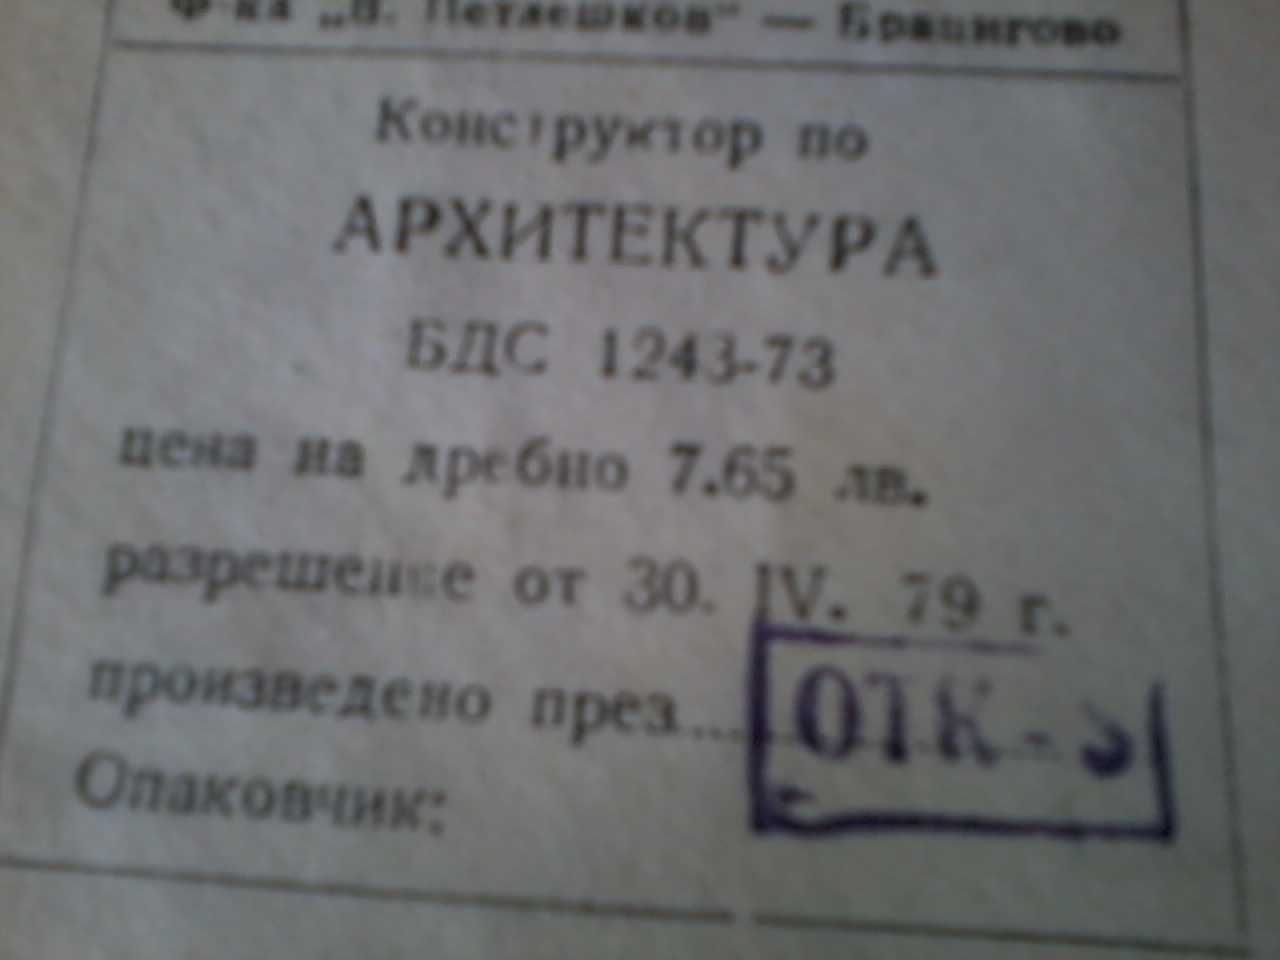 Ф-ка „В. Петлешков“ — Брацигово
Конструктор по
АРХИТЕКТУРА
БДС 1243-73
цена на дребно 7.65 лв.
разрешение от 30. IV. 79 г.
произведено през......
ОТК-
Опаковчик: